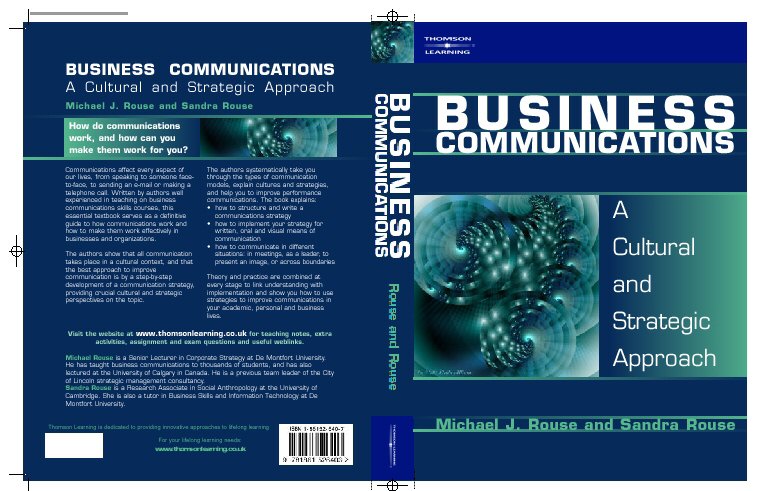 BUSINESS COMMUNICATIONS
A Cultural and Strategic Approach
Michael J. Rouse and Sandra Rouse
How do communications
work, and how can you
make them work for you?
Communications affect every aspect of
our lives, from speaking to someone face-
to-face, to sending an e-mail or making a
telephone call. Written by authors well
experienced in teaching on business
communications skills courses, this
essential textbook serves as a definitive
guide to how communications work and
how to make them work effectively in
businesses and organizations.
The authors show that all communication
takes place in a cultural context, and that
the best approach to improve
communication is by a step-by-step
development of a communication strategy,
providing crucial cultural and strategic
perspectives on the topic.
The authors systematically take you
through the types of communication
models, explain cultures and strategies,
and help you to improve performance
communications. The book explains:
• how to structure and write a
communications strategy
• how to implement your strategy for
written, oral and visual means of
communication
• how to communicate in different
situations: in meetings, as a leader; to
present an image, or across boundaries
Theory and practice are combined at
every stage to link understanding with
implementation and show you how to use
strategies to improve communications in
your academic, personal and business
lives.
Visit the website at www.thomsonlearning.co.uk for teaching notes, extra
activities, assignment and exam questions and useful weblinks.
Michael Rouse is a Senior Lecturer in Corporate Strategy at De Montfort University.
He has taught business communications to thousands of students, and has also
lectured at the University of Calgary in Canada. He is a previous team leader of the City
of Lincoln strategic management consultancy.
Sandra Rouse is a Research Associate in Social Anthropology at the University of
Cambridge. She is also a tutor in Business Skills and Information Technology at De
Montfort University.
Thomson Learning is dedicated to providing innovative approaches to lifelong learning
For your lifelong learning needs:
www.thomsonlearning.co.uk
BUSINESS
COMMUNICATIONS
Rouse and Rouse
THOMSON
LEARNING
BUSINESS
COMMUNICATIONS
A
Cultural
and
Strategic
Approach
Michael J. Rouse and Sandra Rouse